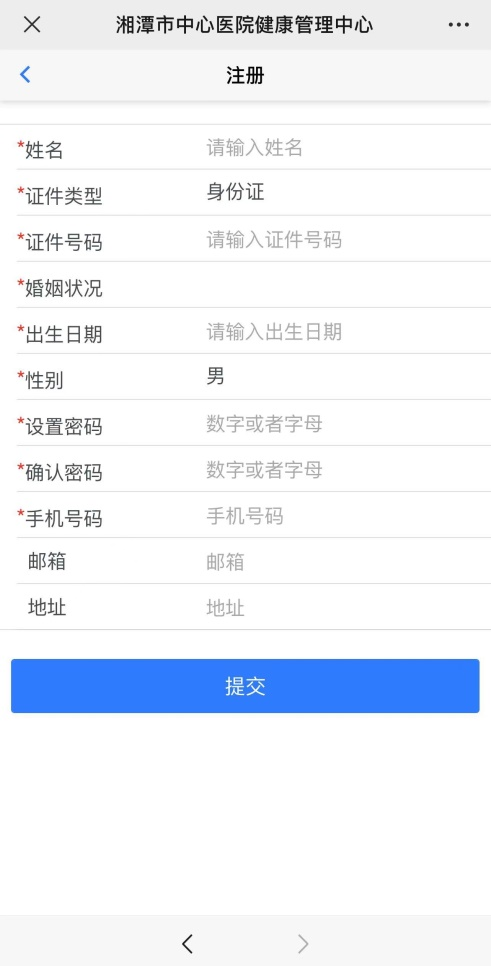 湘潭市中心医院健康管理中心
注册
*姓名 请输入姓名
*证件类型 身份证
*证件号码 请输入证件号码
*婚姻状况
*出生日期 请输入出生日期
*性别 男
*设置密码 数字或者字母
*确认密码 数字或者字母
*手机号码 手机号码
邮箱 邮箱
地址 地址
提交